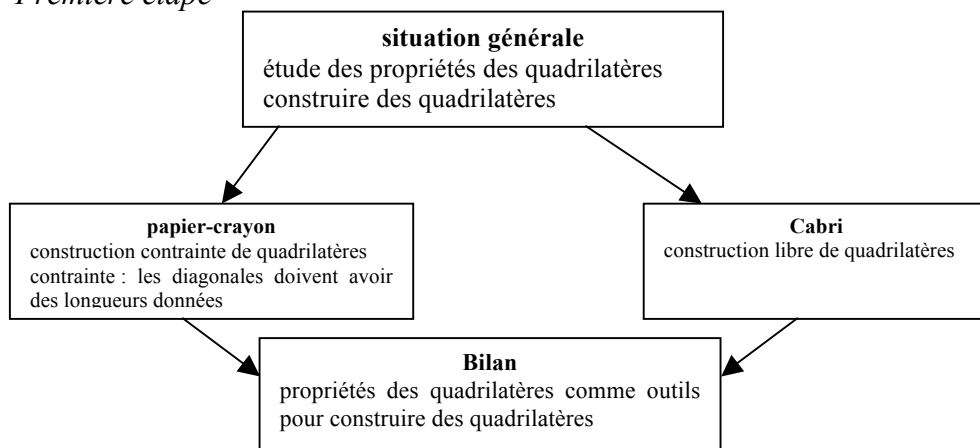 Première étape
situation générale
étude des propriétés des quadrilatères
construire des quadrilatères
papier-crayon
construction contrainte de quadrilatères
contrainte : les diagonales doivent avoir
des longueurs données
Cabri
construction libre de quadrilatères
Bilan
propriétés des quadrilatères comme outils
pour construire des quadrilatères